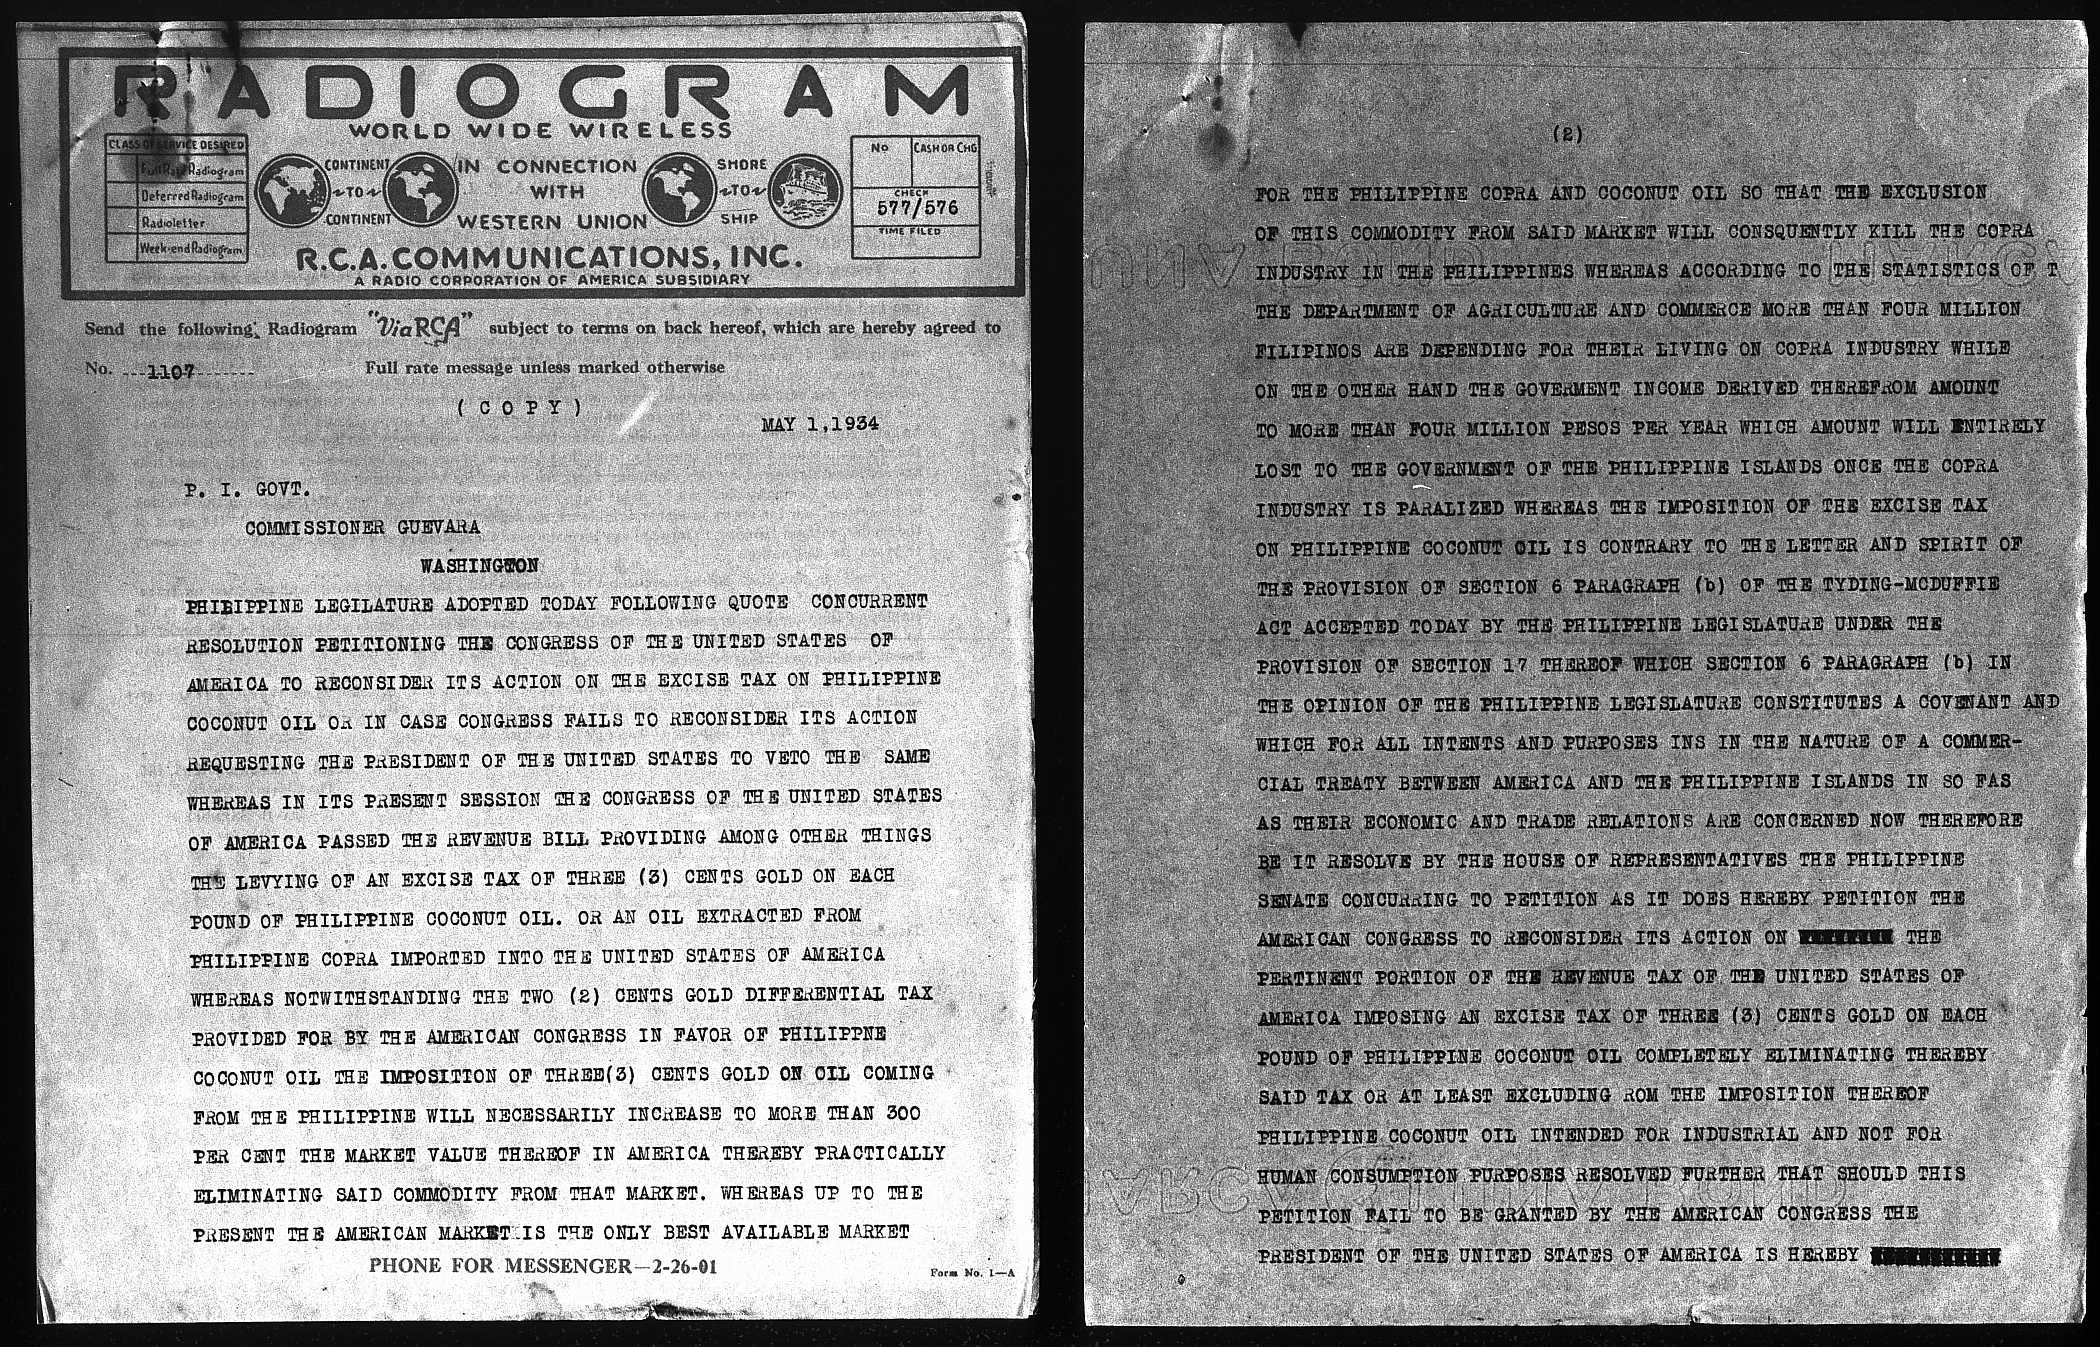 RADIOGRAM
WORLD WIDE WIRELESS
CLASS OF SERVICE DESIRED
Full Rate Radiogram
Deferred Radiogram
Radioletter
Week-end Radiogram
CONTINENT
TO
CONTINENT
IN CONNECTION
WITH
WESTERN UNION
SHORE
TO
SHIP
No
CASH OR CHG
CHECK
577/576
TIME FILED
R.C.A. COMMUNICATIONS, INC.
A RADIO CORPORATION OF AMERICA SUBSIDIARY
Send the following Radiogram "Via RCA" subject to terms on back hereof, which are hereby agreed to
No. 1107
Full rate message unless marked otherwise
( C O P Y )
MAY 1,1934
P. I. GOVT.
COMMISSIONER GUEVARA
WASHINGTON
PHILIPPINE LEGILATURE ADOPTED TODAY FOLLOWING QUOTE CONCURRENT
RESOLUTION PETITIONING THE CONGRESS OF THE UNITED STATES OF
AMERICA TO RECONSIDER ITS ACTION ON THE EXCISE TAX ON PHILIPPINE
COCONUT OIL OR IN CASE CONGRESS FAILS TO RECONSIDER ITS ACTION
REQUESTING THE PRESIDENT OF THE UNITED STATES TO VETO THE SAME
WHEREAS IN ITS PRESENT SESSION THE CONGRESS OF THE UNITED STATES
OF AMERICA PASSED THE REVENUE BILL PROVIDING AMONG OTHER THINGS
THE LEVYING OF AN EXCISE TAX OF THREE (3) CENTS GOLD ON EACH
POUND OF PHILIPPINE COCONUT OIL. OR AN OIL EXTRACTED FROM
PHILIPPINE COPRA IMPORTED INTO THE UNITED STATES OF AMERICA
WHEREAS NOTWITHSTANDING THE TWO (2) CENTS GOLD DIFFERENTIAL TAX
PROVIDED FOR BY THE AMERICAN CONGRESS IN FAVOR OF PHILIPPNE
COCONUT OIL THE IMPOSITION OF THREE(3) CENTS GOLD ON OIL COMING
FROM THE PHILIPPINE WILL NECESSARILY INCREASE TO MORE THAN 300
PER CENT THE MARKET VALUE THEREOF IN AMERICA THEREBY PRACTICALLY
ELIMINATING SAID COMMODITY FROM THAT MARKET. WHEREAS UP TO THE
PRESENT THE AMERICAN MARKET IS THE ONLY BEST AVAILABLE MARKET
PHONE FOR MESSENGER—2-26-01
Form No. 1—A
(2)
FOR THE PHILIPPINE COPRA AND COCONUT OIL SO THAT THE EXCLUSION
OF THIS COMMODITY FROM SAID MARKET WILL CONSQUENTLY KILL THE COPRA
INDUSTRY IN THE PHILIPPINES WHEREAS ACCORDING TO THE STATISTICS OF T
THE DEPARTMENT OF AGRICULTURE AND COMMERCE MORE THAN FOUR MILLION
FILIPINOS ARE DEPENDING FOR THEIR LIVING ON COPRA INDUSTRY WHILE
ON THE OTHER HAND THE GOVERMENT INCOME DERIVED THEREFROM AMOUNT
TO MORE THAN FOUR MILLION PESOS PER YEAR WHICH AMOUNT WILL ENTIRELY
LOST TO THE GOVERNMENT OF THE PHILIPPINE ISLANDS ONCE THE COPRA
INDUSTRY IS PARALIZED WHEREAS THE IMPOSITION OF THE EXCISE TAX
ON PHILIPPINE COCONUT OIL IS CONTRARY TO THE LETTER AND SPIRIT OF
THE PROVISION OF SECTION 6 PARAGRAPH (b) OF THE TYDING-MCDUFFIE
ACT ACCEPTED TODAY BY THE PHILIPPINE LEGISLATURE UNDER THE
PROVISION OF SECTION 17 THEREOF WHICH SECTION 6 PARAGRAPH (b) IN
THE OPINION OF THE PHILIPPINE LEGISLATURE CONSTITUTES A COVENANT AND
WHICH FOR ALL INTENTS AND PURPOSES INS IN THE NATURE OF A COMMER-
CIAL TREATY BETWEEN AMERICA AND THE PHILIPPINE ISLANDS IN SO FAS
AS THEIR ECONOMIC AND TRADE RELATIONS ARE CONCERNED NOW THEREFORE
BE IT RESOLVE BY THE HOUSE OF REPRESENTATIVES THE PHILIPPINE
SENATE CONCURRING TO PETITION AS IT DOES HEREBY PETITION THE
AMERICAN CONGRESS TO RECONSIDER ITS ACTION ON THE
PERTINENT PORTION OF THE REVENUE TAX OF THE UNITED STATES OF
AMERICA IMPOSING AN EXCISE TAX OF THREE (3) CENTS GOLD ON EACH
POUND OF PHILIPPINE COCONUT OIL COMPLETELY ELIMINATING THEREBY
SAID TAX OR AT LEAST EXCLUDING ROM THE IMPOSITION THEREOF
PHILIPPINE COCONUT OIL INTENDED FOR INDUSTRIAL AND NOT FOR
HUMAN CONSUMPTION PURPOSES RESOLVED FURTHER THAT SHOULD THIS
PETITION FAIL TO BE GRANTED BY THE AMERICAN CONGRESS THE
PRESIDENT OF THE UNITED STATES OF AMERICA IS HEREBY